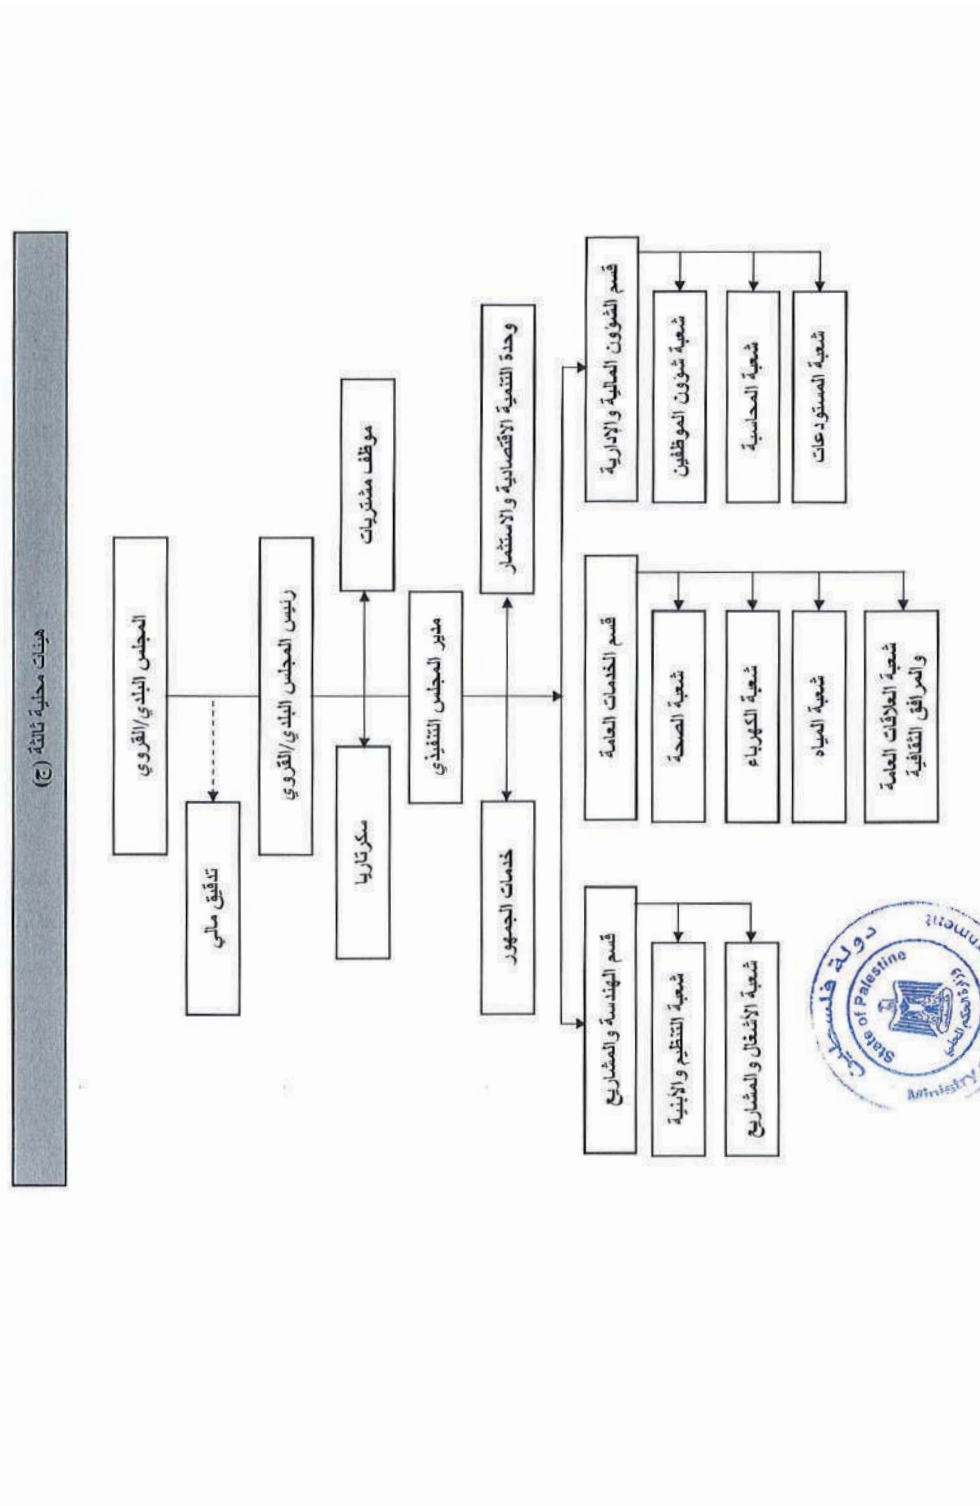 هيئات محلية ثالثة (ج)
المجلس البلدي/القروي
تدقيق مالي
رئيس المجلس البلدي/القروي
موظف مشتريات
سكرتاريا
مدير المجلس التنفيذي
وحدة التنمية الاقتصادية والاستثمار
خدمات الجمهور
قسم الشؤون المالية والإدارية
شعبة شؤون الموظفين
شعبة المحاسبة
شعبة المستودعات
قسم الخدمات العامة
شعبة الصحة
شعبة الكهرباء
شعبة المياه
شعبة العلاقات العامة
والمرافق الثقافية
قسم الهندسة والمشاريع
شعبة التنظيم والأبنية
شعبة الأشغال والمشاريع
دولة فلسطين
State of Palestine
Ministry